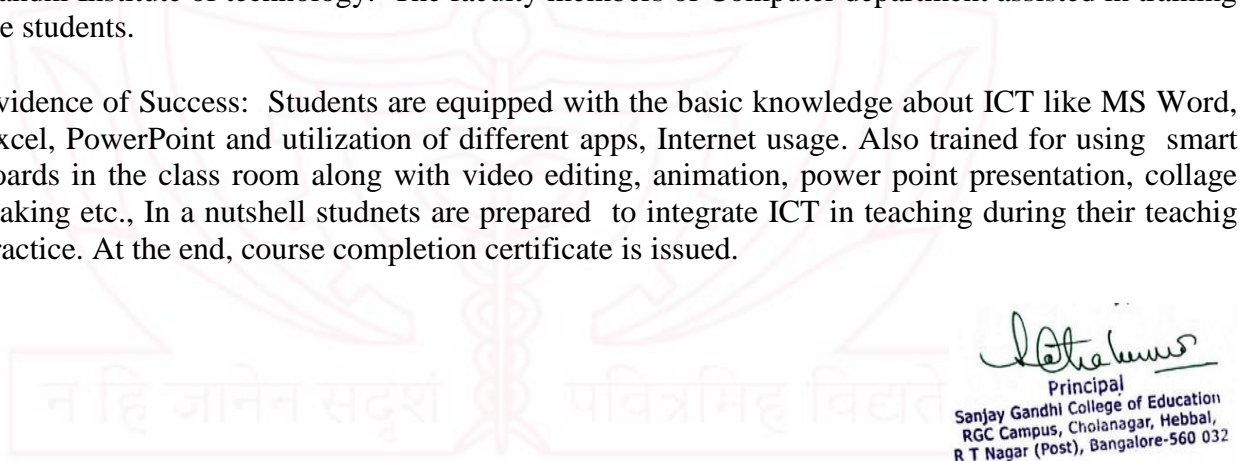 andhi Institute of technology. The faculty members of Computer department assisted in training
e students.
vidence of Success: Students are equipped with the basic knowledge about ICT like MS Word,
xcel, PowerPoint and utilization of different apps, Internet usage. Also trained for using smart
oards in the class room along with video editing, animation, power point presentation, collage
aking etc., In a nutshell studnets are prepared to integrate ICT in teaching during their teachig
ractice. At the end, course completion certificate is issued.
न हि जानेन सदृशं पवित्रमिह विद्यते
Principal
Sanjay Gandhi College of Education
RGC Campus, Cholanagar, Hebbal,
R T Nagar (Post), Bangalore-560 032